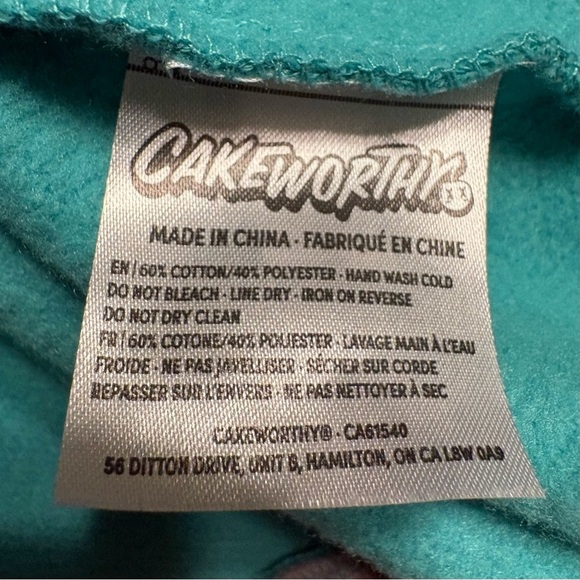 CAKEWORTHY
MADE IN CHINA · FABRIQUÉ EN CHINE
EN | 60% COTTON/40% POLYESTER · HAND WASH COLD
DO NOT BLEACH · LINE DRY · IRON ON REVERSE
DO NOT DRY CLEAN
FR | 60% COTONE/40% POLIESTER · LAVAGE MAIN À L'EAU
FROIDE · NE PAS JAVELLISER · SÉCHER SUR CORDE
REPASSER SUR L'ENVERS · NE PAS NETTOYER À SEC
CAKEWORTHY® · CA61540
56 DITTON DRIVE, UNIT B, HAMILTON, ON CA L8W 0A9